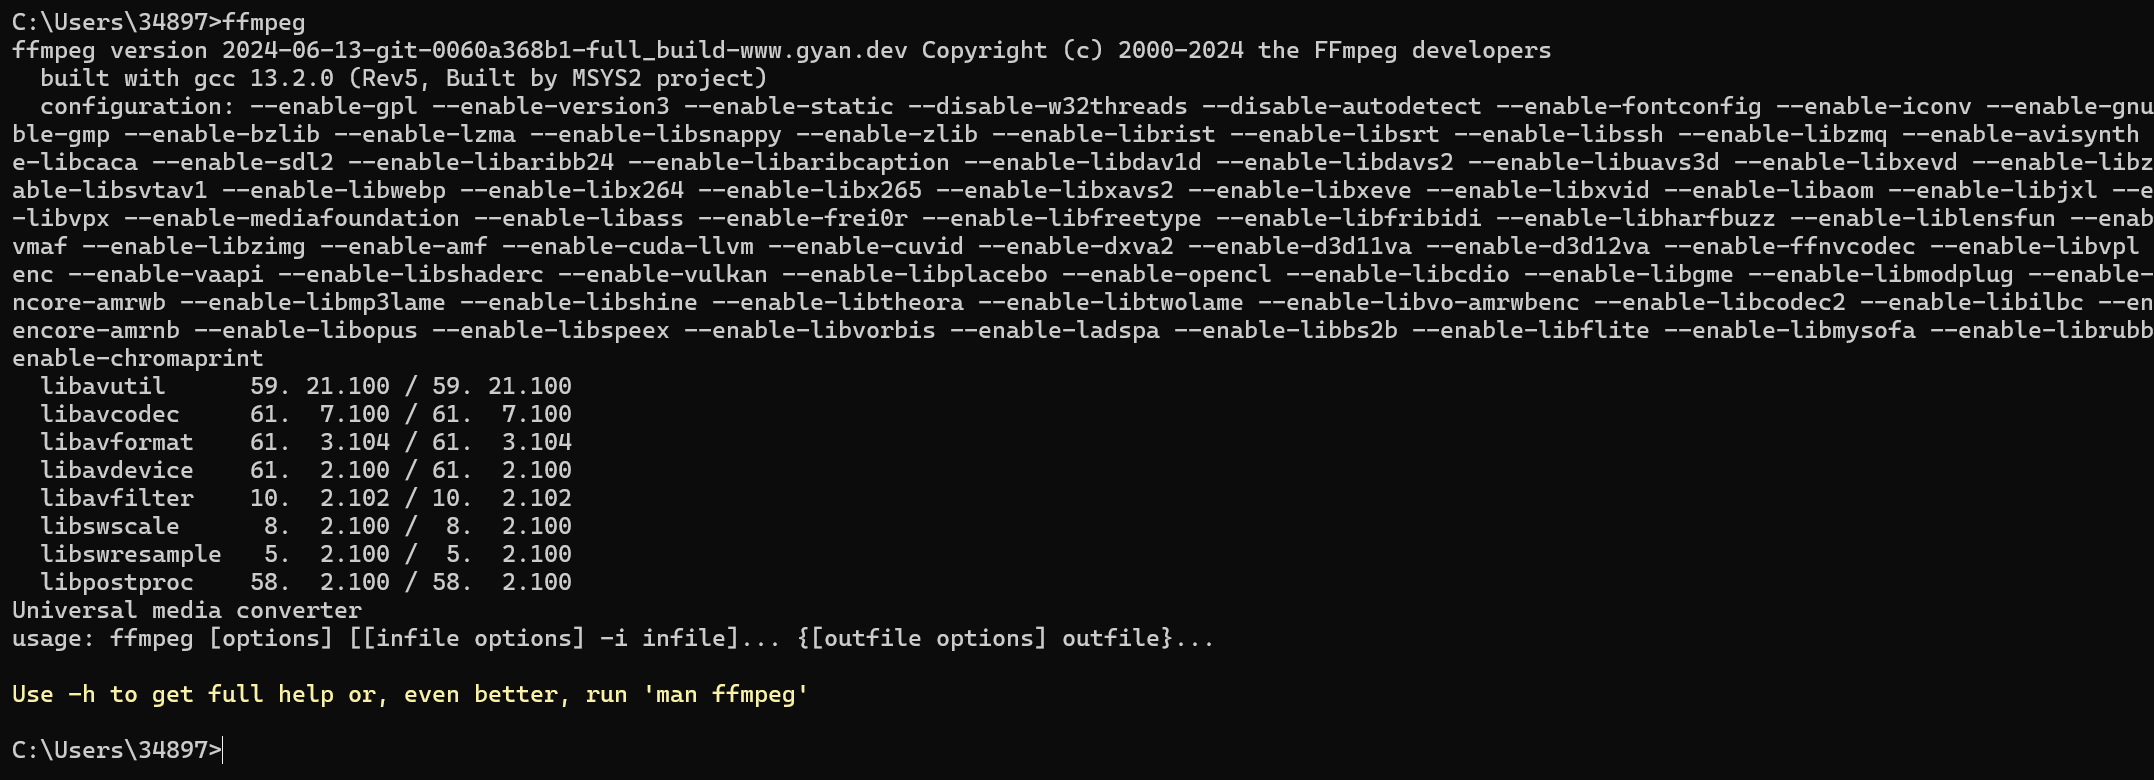 C:\Users\34897>ffmpeg
ffmpeg version 2024-06-13-git-0060a368b1-full_build-www.gyan.dev Copyright (c) 2000-2024 the FFmpeg developers
  built with gcc 13.2.0 (Rev5, Built by MSYS2 project)
  configuration: --enable-gpl --enable-version3 --enable-static --disable-w32threads --disable-autodetect --enable-fontconfig --enable-iconv --enable-gnu
ble-gmp --enable-bzlib --enable-lzma --enable-libsnappy --enable-zlib --enable-librist --enable-libsrt --enable-libssh --enable-libzmq --enable-avisynth
e-libcaca --enable-sdl2 --enable-libaribb24 --enable-libaribcaption --enable-libdav1d --enable-libdavs2 --enable-libuavs3d --enable-libxevd --enable-libz
able-libsvtav1 --enable-libwebp --enable-libx264 --enable-libx265 --enable-libxavs2 --enable-libxeve --enable-libxvid --enable-libaom --enable-libjxl --e
-libvpx --enable-mediafoundation --enable-libass --enable-frei0r --enable-libfreetype --enable-libfribidi --enable-libharfbuzz --enable-liblensfun --enab
vmaf --enable-libzimg --enable-amf --enable-cuda-llvm --enable-cuvid --enable-dxva2 --enable-d3d11va --enable-d3d12va --enable-ffnvcodec --enable-libvpl
enc --enable-vaapi --enable-libshaderc --enable-vulkan --enable-libplacebo --enable-opencl --enable-libcdio --enable-libgme --enable-libmodplug --enable-
ncore-amrwb --enable-libmp3lame --enable-libshine --enable-libtheora --enable-libtwolame --enable-libvo-amrwbenc --enable-libcodec2 --enable-libilbc --en
encore-amrnb --enable-libopus --enable-libspeex --enable-libvorbis --enable-ladspa --enable-libbs2b --enable-libflite --enable-libmysofa --enable-librubb
enable-chromaprint
  libavutil      59. 21.100 / 59. 21.100
  libavcodec     61.  7.100 / 61.  7.100
  libavformat    61.  3.104 / 61.  3.104
  libavdevice    61.  2.100 / 61.  2.100
  libavfilter    10.  2.102 / 10.  2.102
  libswscale      8.  2.100 /  8.  2.100
  libswresample   5.  2.100 /  5.  2.100
  libpostproc    58.  2.100 / 58.  2.100
Universal media converter
usage: ffmpeg [options] [[infile options] -i infile]... {[outfile options] outfile}...
Use -h to get full help or, even better, run 'man ffmpeg'
C:\Users\34897>